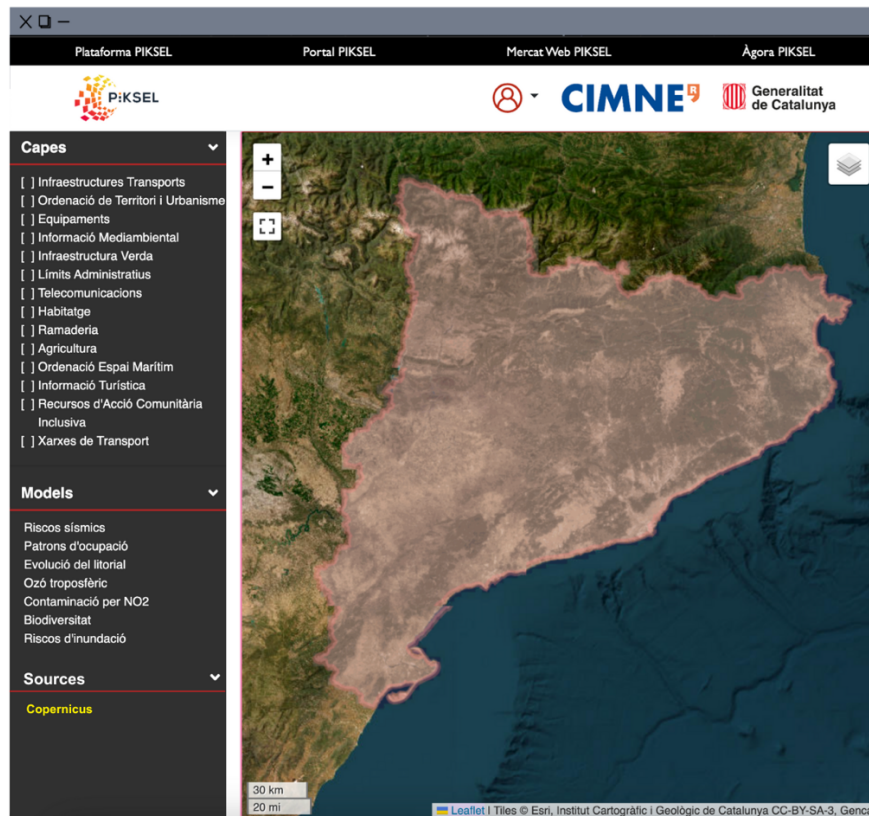 Plataforma PIKSEL Portal PIKSEL Mercat Web PIKSEL Àgora PIKSEL
PiKSEL
CIMNE R
Generalitat
de Catalunya
Capes
[ ] Infraestructures Transports
[ ] Ordenació de Territori i Urbanisme
[ ] Equipaments
[ ] Informació Mediambiental
[ ] Infraestructura Verda
[ ] Límits Administratius
[ ] Telecomunicacions
[ ] Habitatge
[ ] Ramaderia
[ ] Agricultura
[ ] Ordenació Espai Marítim
[ ] Informació Turística
[ ] Recursos d'Acció Comunitària
Inclusiva
[ ] Xarxes de Transport
Models
Riscos sísmics
Patrons d'ocupació
Evolució del litorial
Ozó troposfèric
Contaminació per NO2
Biodiversitat
Riscos d'inundació
Sources
Copernicus
+
−
30 km
20 mi
Leaflet | Tiles © Esri, Institut Cartogràfic i Geològic de Catalunya CC-BY-SA-3, Genca